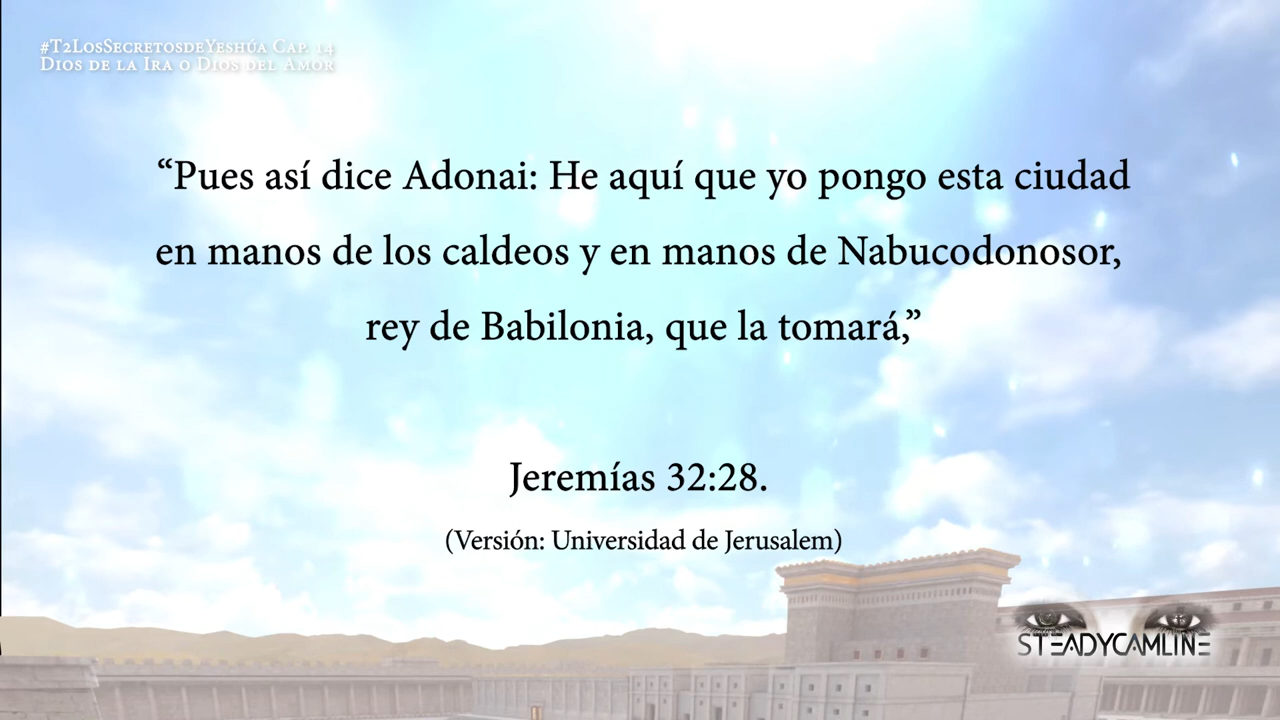 #T2LosSecretosdeYeshúa Cap. 14
Dios de la Ira o Dios del Amor
“Pues así dice Adonai: He aquí que yo pongo esta ciudad
en manos de los caldeos y en manos de Nabucodonosor,
rey de Babilonia, que la tomará,”
Jeremías 32:28.
(Versión: Universidad de Jerusalem)
STEADYCAMLINE